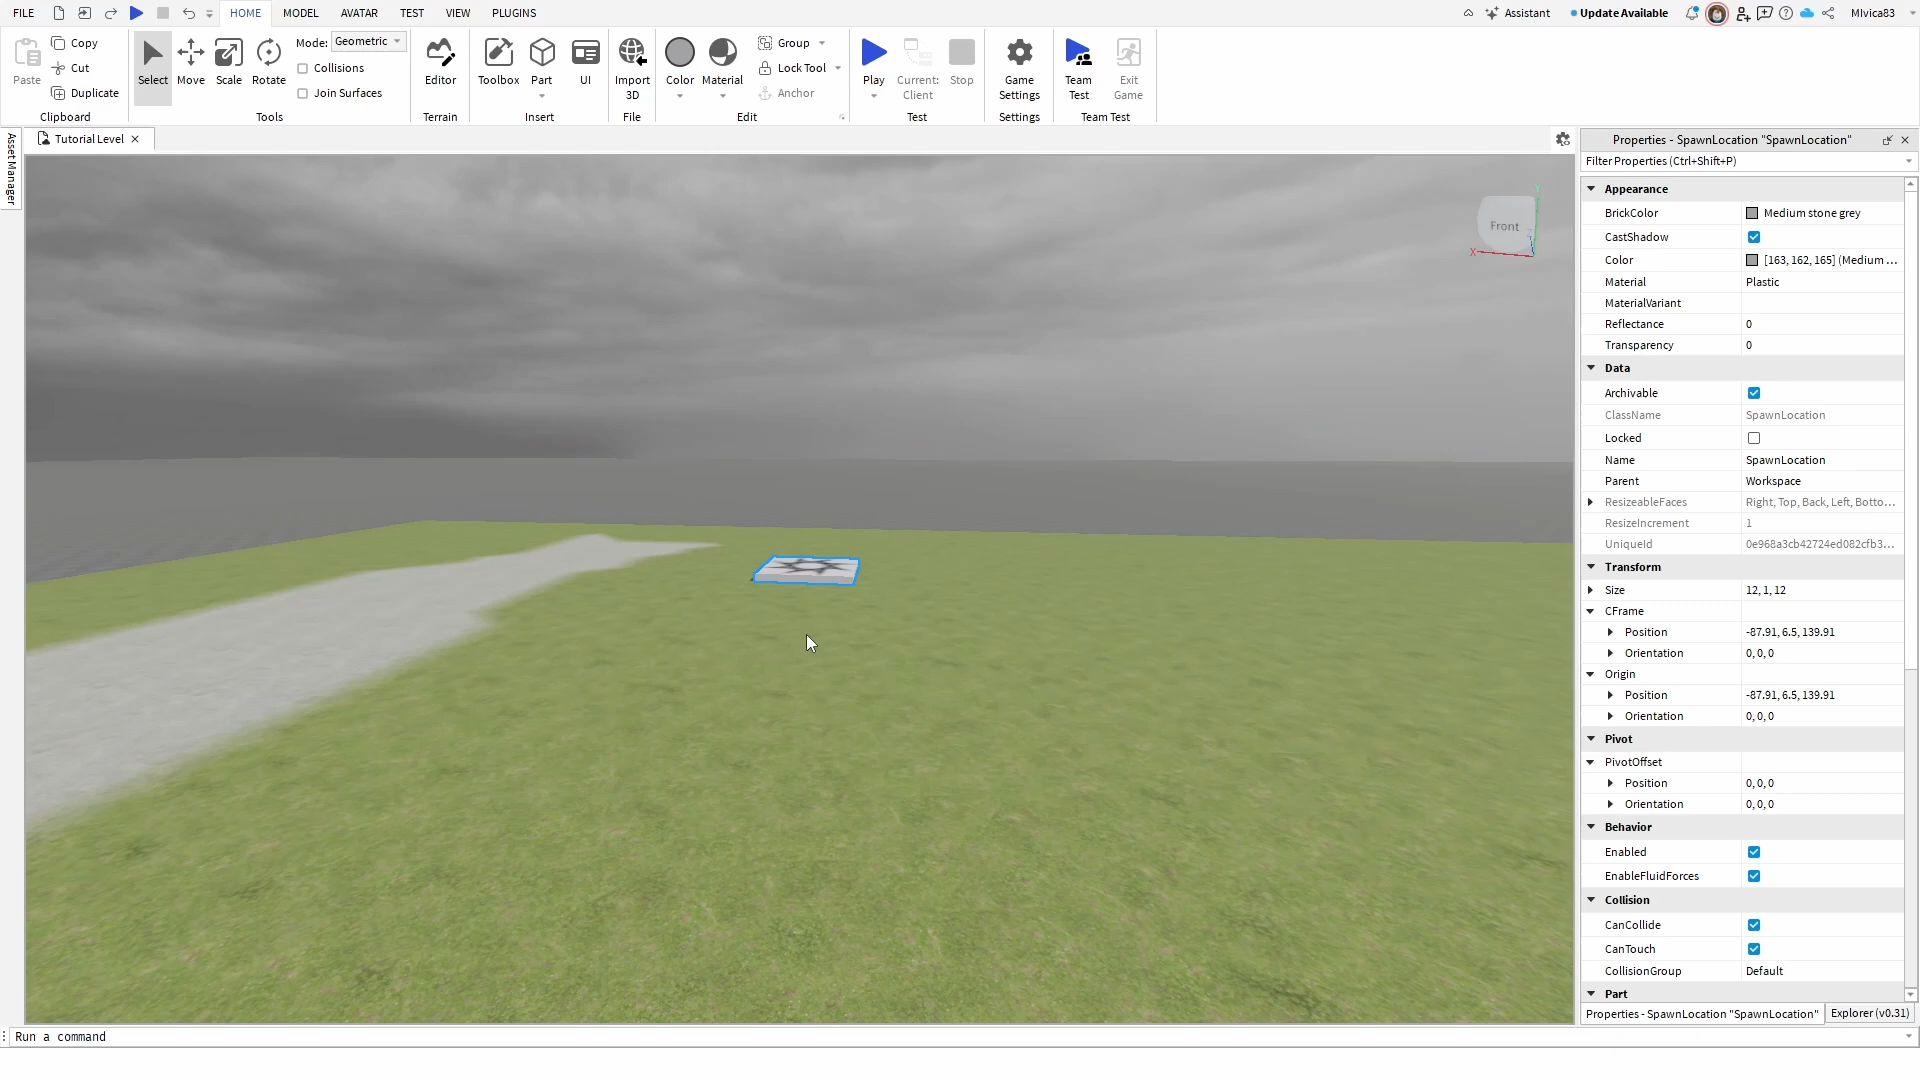 FILE
HOME
MODEL
AVATAR
TEST
VIEW
PLUGINS
Assistant
Update Available
MIvica83
Paste
Copy
Cut
Duplicate
Clipboard
Select
Move
Scale
Rotate
Mode: Geometric
Collisions
Join Surfaces
Tools
Editor
Terrain
Toolbox
Part
UI
Insert
Import
3D
File
Color
Material
Group
Lock Tool
Anchor
Edit
Play
Current:
Client
Stop
Test
Game
Settings
Settings
Team
Test
Exit
Game
Team Test
Asset Manager
Tutorial Level
Front
X
Y
Z
Properties - SpawnLocation "SpawnLocation"
Filter Properties (Ctrl+Shift+P)
Appearance
BrickColor Medium stone grey
CastShadow
Color [163, 162, 165] (Medium ...
Material Plastic
MaterialVariant
Reflectance 0
Transparency 0
Data
Archivable
ClassName SpawnLocation
Locked
Name SpawnLocation
Parent Workspace
ResizeableFaces Right, Top, Back, Left, Botto...
ResizeIncrement 1
UniqueId 0e968a3cb42724ed082cfb3...
Transform
Size 12, 1, 12
CFrame
Position -87.91, 6.5, 139.91
Orientation 0, 0, 0
Origin
Position -87.91, 6.5, 139.91
Orientation 0, 0, 0
Pivot
PivotOffset
Position 0, 0, 0
Orientation 0, 0, 0
Behavior
Enabled
EnableFluidForces
Collision
CanCollide
CanTouch
CollisionGroup Default
Part
Properties - SpawnLocation "SpawnLocation"
Explorer (v0.31)
Run a command